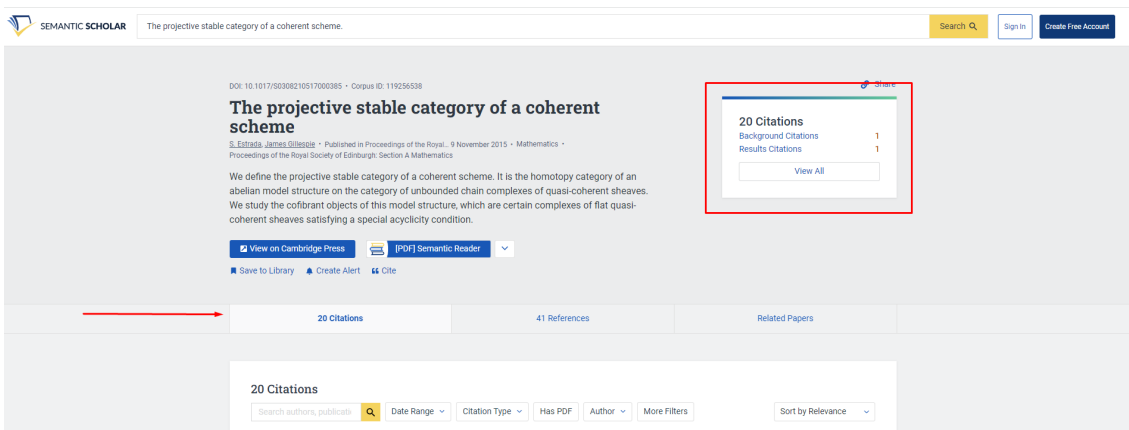 SEMANTIC SCHOLAR
The projective stable category of a coherent scheme.
Search
Sign In
Create Free Account
DOI: 10.1017/S0308210517000385 • Corpus ID: 119256538
Share
The projective stable category of a coherent
scheme
S. Estrada, James Gillespie • Published in Proceedings of the Royal… 9 November 2015 • Mathematics •
Proceedings of the Royal Society of Edinburgh: Section A Mathematics
We define the projective stable category of a coherent scheme. It is the homotopy category of an
abelian model structure on the category of unbounded chain complexes of quasi-coherent sheaves.
We study the cofibrant objects of this model structure, which are certain complexes of flat quasi-
coherent sheaves satisfying a special acyclicity condition.
20 Citations
Background Citations 1
Results Citations 1
View All
View on Cambridge Press
[PDF] Semantic Reader
Save to Library
Create Alert
Cite
20 Citations
41 References
Related Papers
20 Citations
Search authors, publicati
Date Range
Citation Type
Has PDF
Author
More Filters
Sort by Relevance